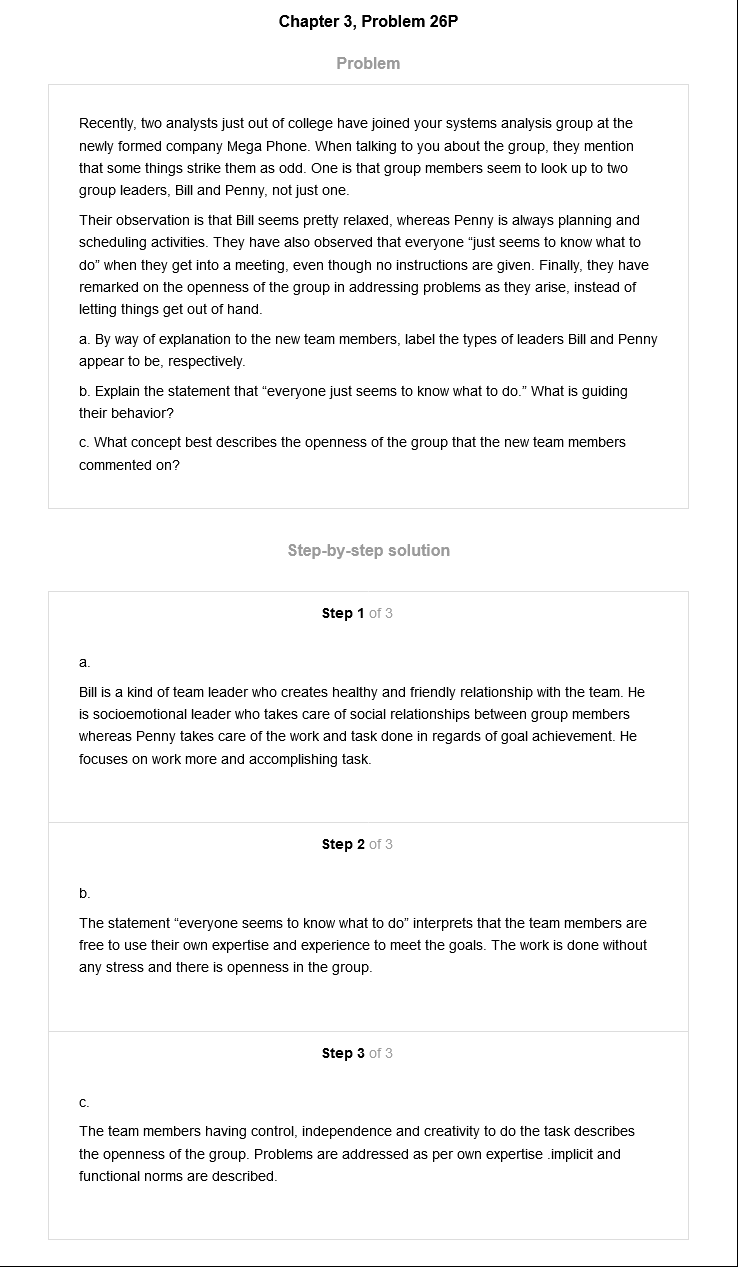 Chapter 3, Problem 26P
Problem
Recently, two analysts just out of college have joined your systems analysis group at the
newly formed company Mega Phone. When talking to you about the group, they mention
that some things strike them as odd. One is that group members seem to look up to two
group leaders, Bill and Penny, not just one.
Their observation is that Bill seems pretty relaxed, whereas Penny is always planning and
scheduling activities. They have also observed that everyone “just seems to know what to
do” when they get into a meeting, even though no instructions are given. Finally, they have
remarked on the openness of the group in addressing problems as they arise, instead of
letting things get out of hand.
a. By way of explanation to the new team members, label the types of leaders Bill and Penny
appear to be, respectively.
b. Explain the statement that “everyone just seems to know what to do.” What is guiding
their behavior?
c. What concept best describes the openness of the group that the new team members
commented on?
Step-by-step solution
Step 1 of 3
a.
Bill is a kind of team leader who creates healthy and friendly relationship with the team. He
is socioemotional leader who takes care of social relationships between group members
whereas Penny takes care of the work and task done in regards of goal achievement. He
focuses on work more and accomplishing task.
Step 2 of 3
b.
The statement “everyone seems to know what to do” interprets that the team members are
free to use their own expertise and experience to meet the goals. The work is done without
any stress and there is openness in the group.
Step 3 of 3
c.
The team members having control, independence and creativity to do the task describes
the openness of the group. Problems are addressed as per own expertise .implicit and
functional norms are described.